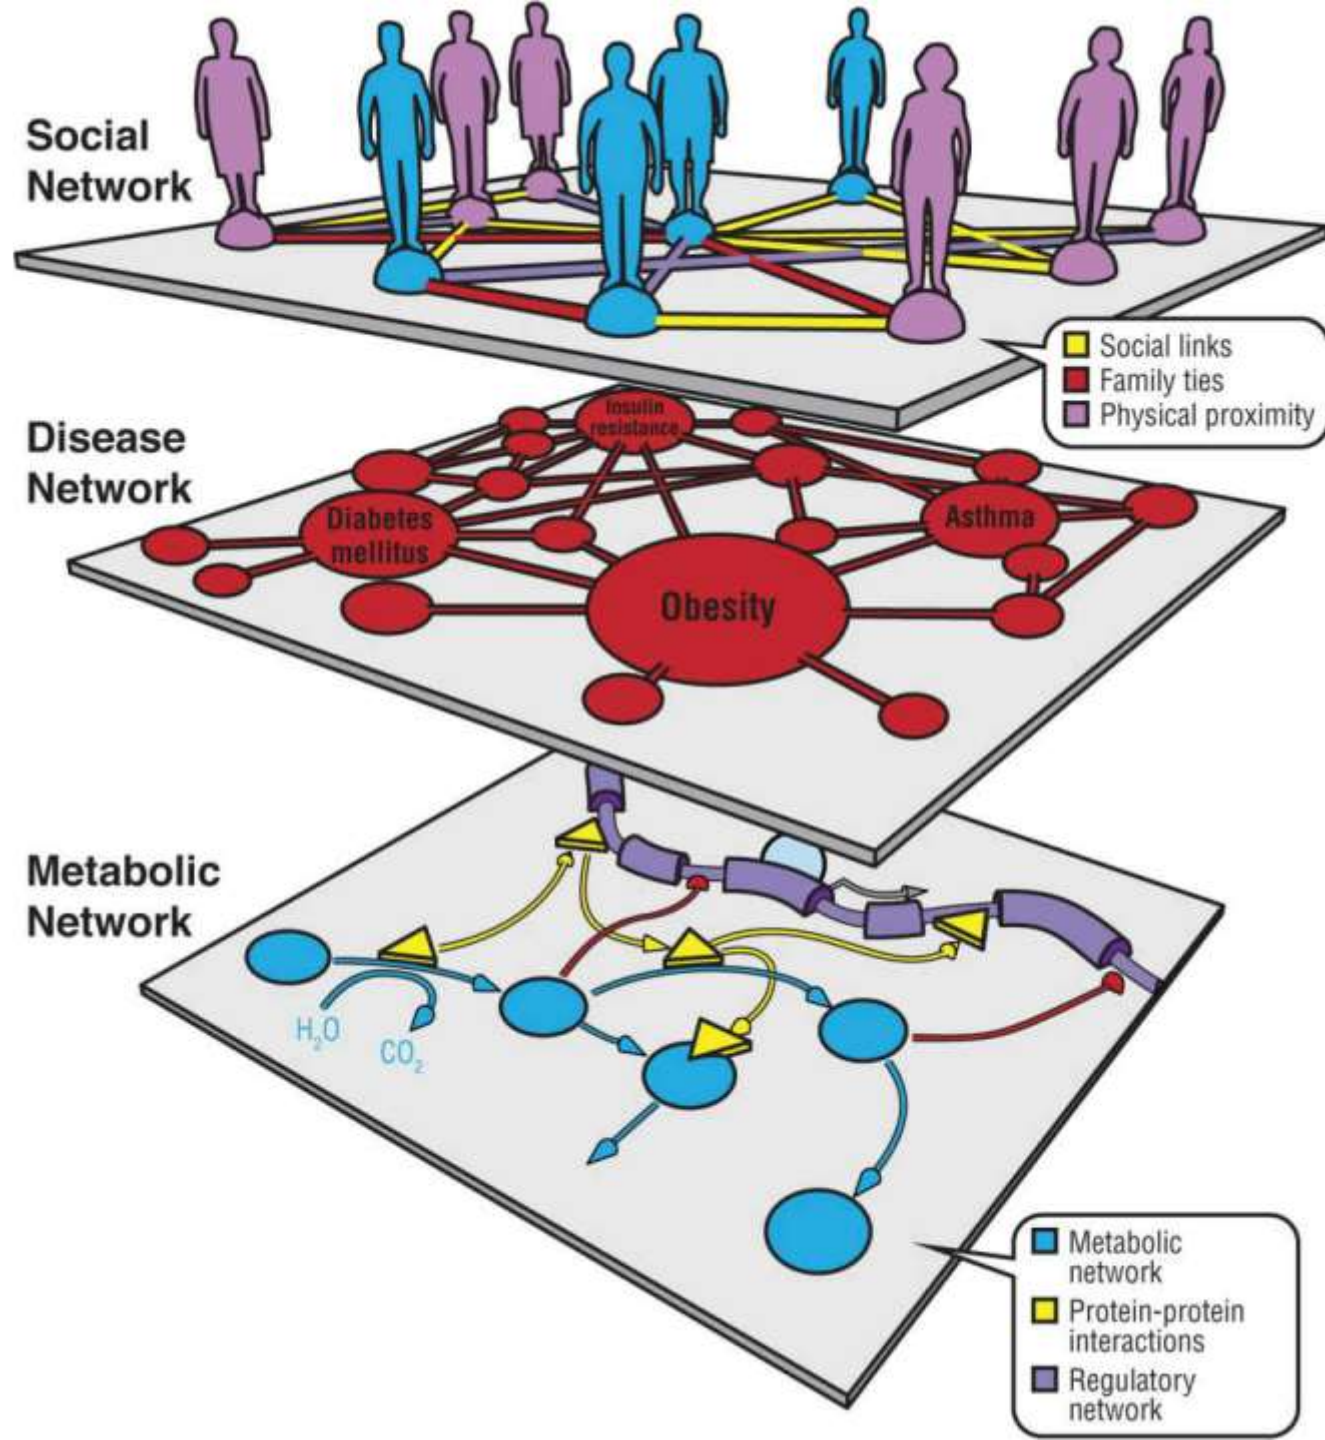 Social
Network
Social links
Family ties
Physical proximity
Disease
Network
Insulin
resistance
Diabetes
mellitus
Asthma
Obesity
Metabolic
Network
H₂O
CO₂
Metabolic
network
Protein-protein
interactions
Regulatory
network